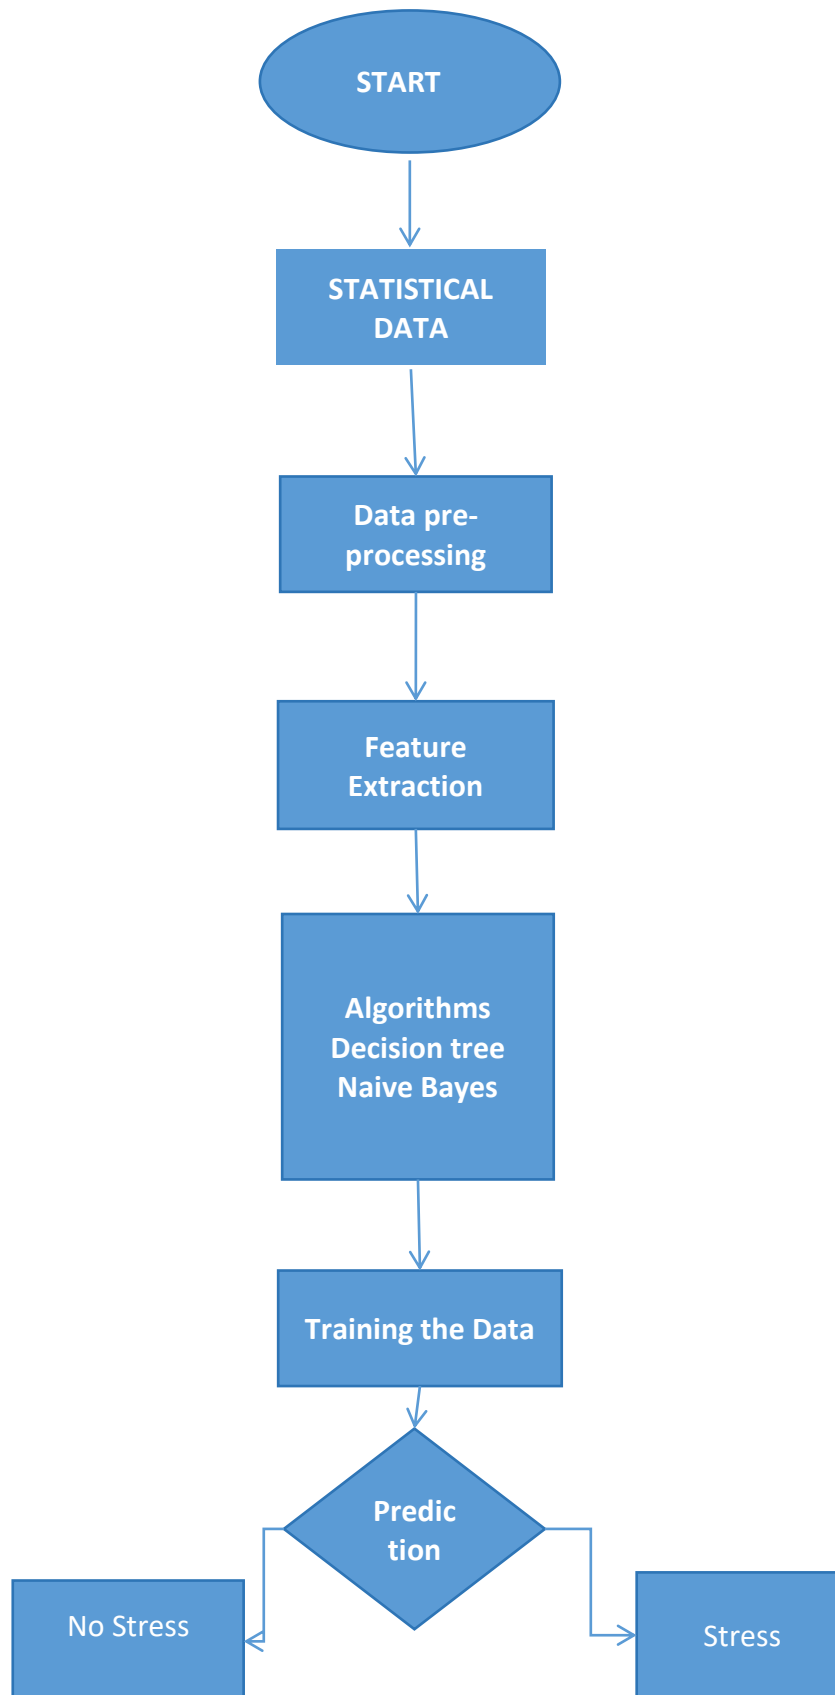 START
STATISTICAL
DATA
Data pre-
processing
Feature
Extraction
Algorithms
Decision tree
Naive Bayes
Training the Data
Predic
tion
No Stress
Stress